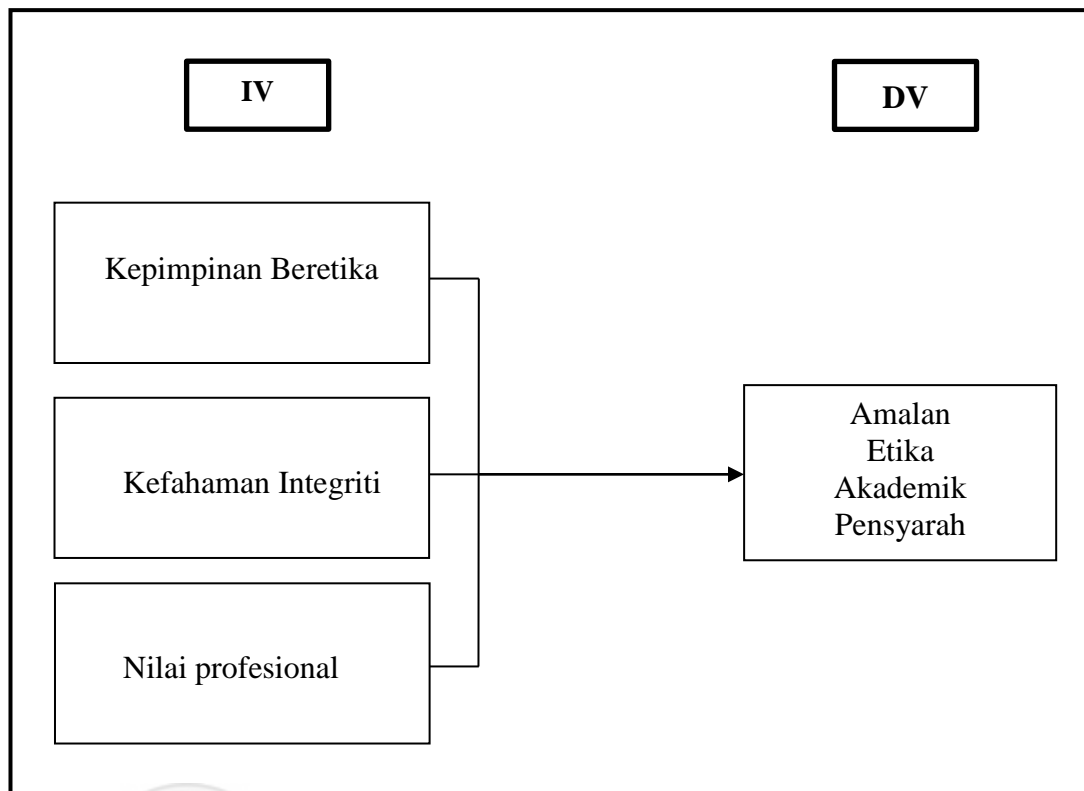 IV
DV
Kepimpinan Beretika
Kefahaman Integriti
Nilai profesional
Amalan
Etika
Akademik
Pensyarah